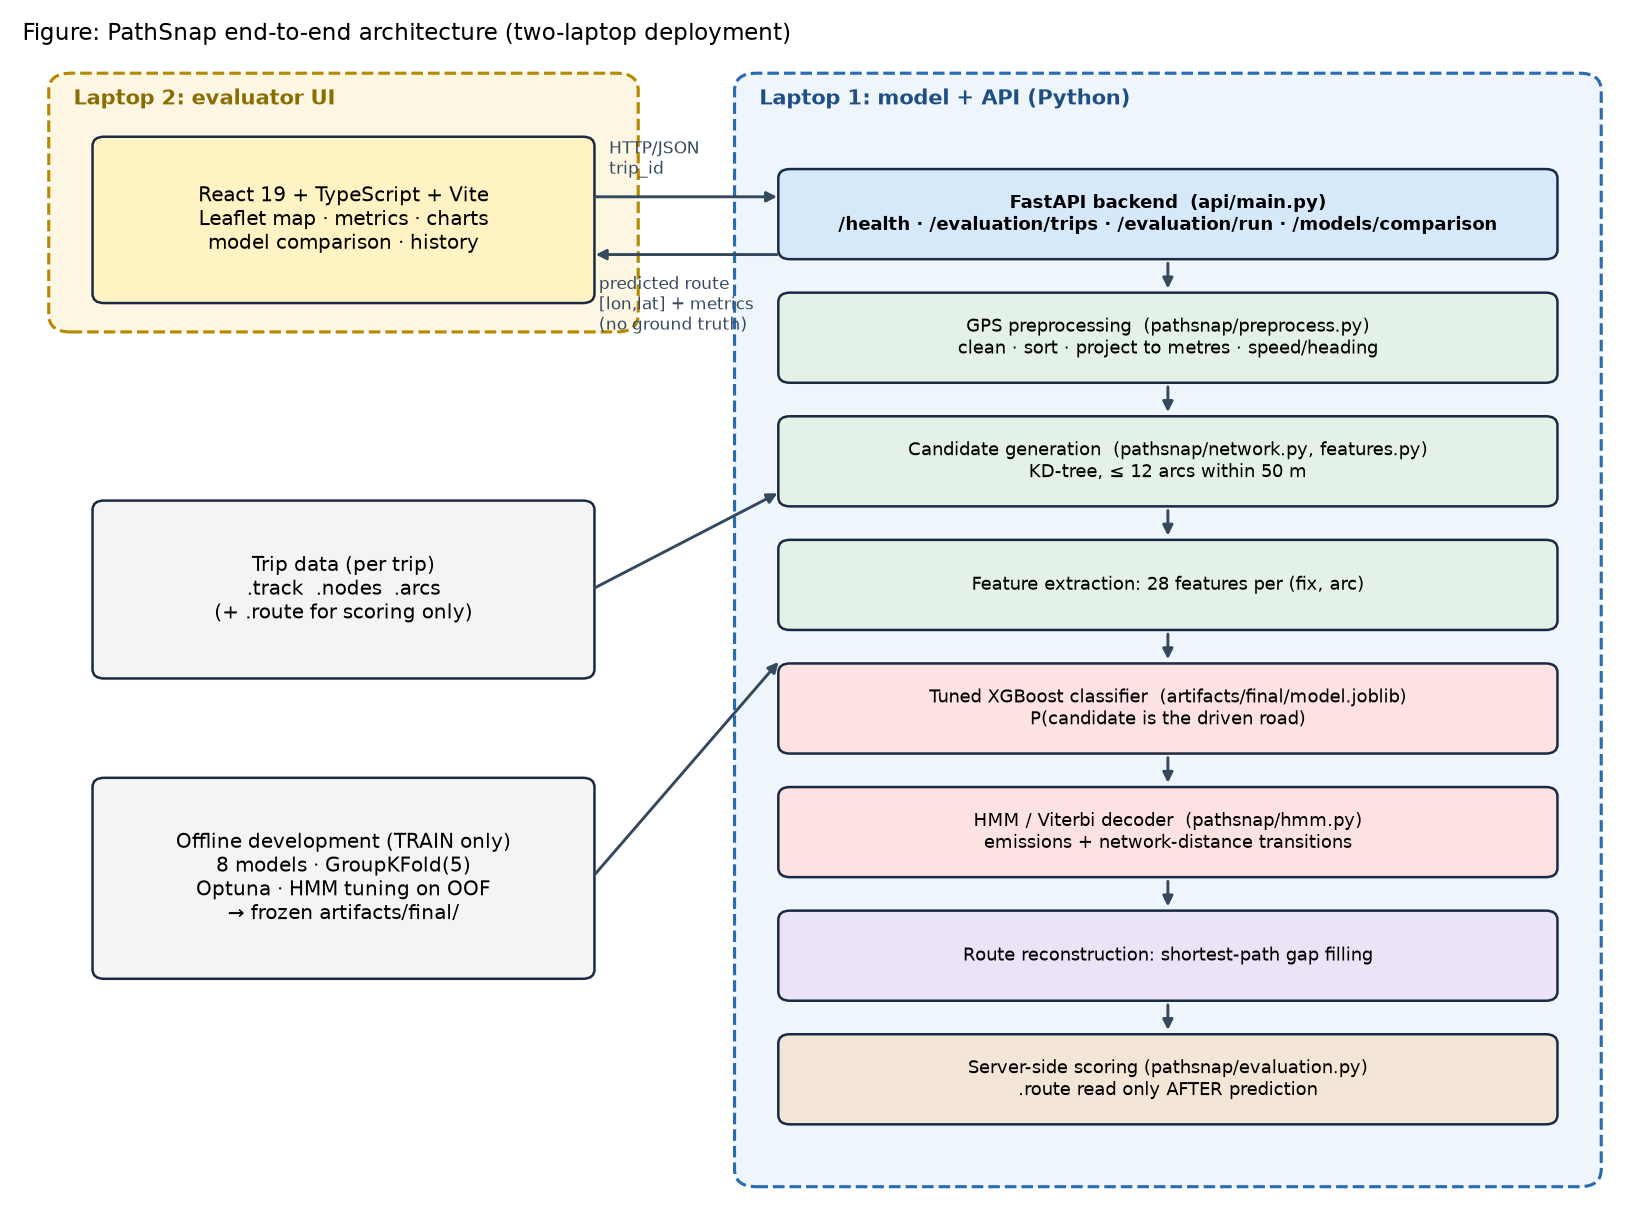 Figure: PathSnap end-to-end architecture (two-laptop deployment)
Laptop 2: evaluator UI
React 19 + TypeScript + Vite
Leaflet map · metrics · charts
model comparison · history
HTTP/JSON
trip_id
predicted route
[lon,lat] + metrics
(no ground truth)
Laptop 1: model + API (Python)
FastAPI backend (api/main.py)
/health · /evaluation/trips · /evaluation/run · /models/comparison
GPS preprocessing (pathsnap/preprocess.py)
clean · sort · project to metres · speed/heading
Candidate generation (pathsnap/network.py, features.py)
KD-tree, ≤ 12 arcs within 50 m
Feature extraction: 28 features per (fix, arc)
Tuned XGBoost classifier (artifacts/final/model.joblib)
P(candidate is the driven road)
HMM / Viterbi decoder (pathsnap/hmm.py)
emissions + network-distance transitions
Route reconstruction: shortest-path gap filling
Server-side scoring (pathsnap/evaluation.py)
.route read only AFTER prediction
Trip data (per trip)
.track .nodes .arcs
(+ .route for scoring only)
Offline development (TRAIN only)
8 models · GroupKFold(5)
Optuna · HMM tuning on OOF
→ frozen artifacts/final/